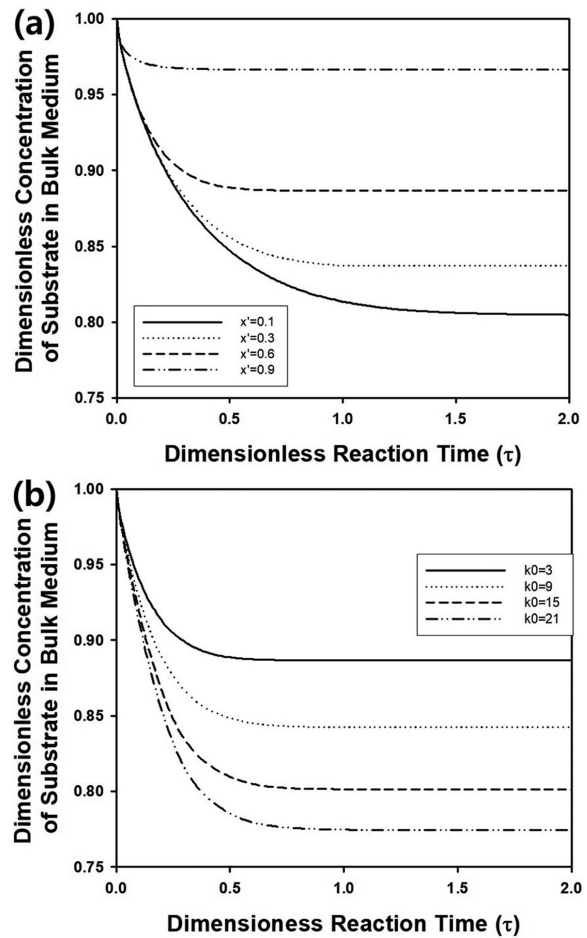 (a)
Dimensionless Concentration
of Substrate in Bulk Medium
1.00
0.95
0.90
0.85
0.80
0.75
x'=0.1
x'=0.3
x'=0.6
x'=0.9
0.0 0.5 1.0 1.5 2.0
Dimensionless Reaction Time (τ)
(b)
Dimensionless Concentration
of Substrate in Bulk Medium
1.00
0.95
0.90
0.85
0.80
0.75
k0=3
k0=9
k0=15
k0=21
0.0 0.5 1.0 1.5 2.0
Dimensioness Reaction Time (τ)